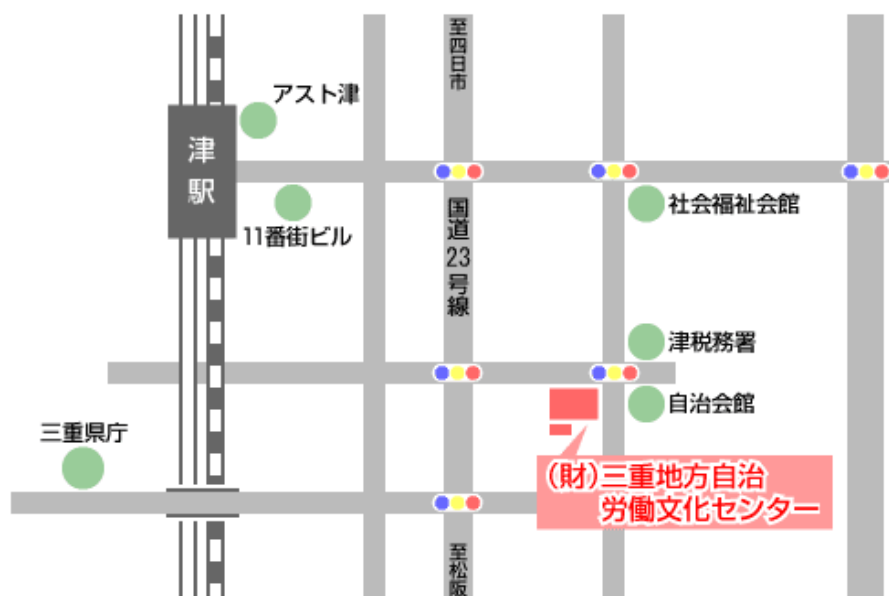 至四日市
アスト津
津駅
社会福祉会館
国道23号線
11番街ビル
津税務署
自治会館
三重県庁
(財)三重地方自治
労働文化センター
至松阪